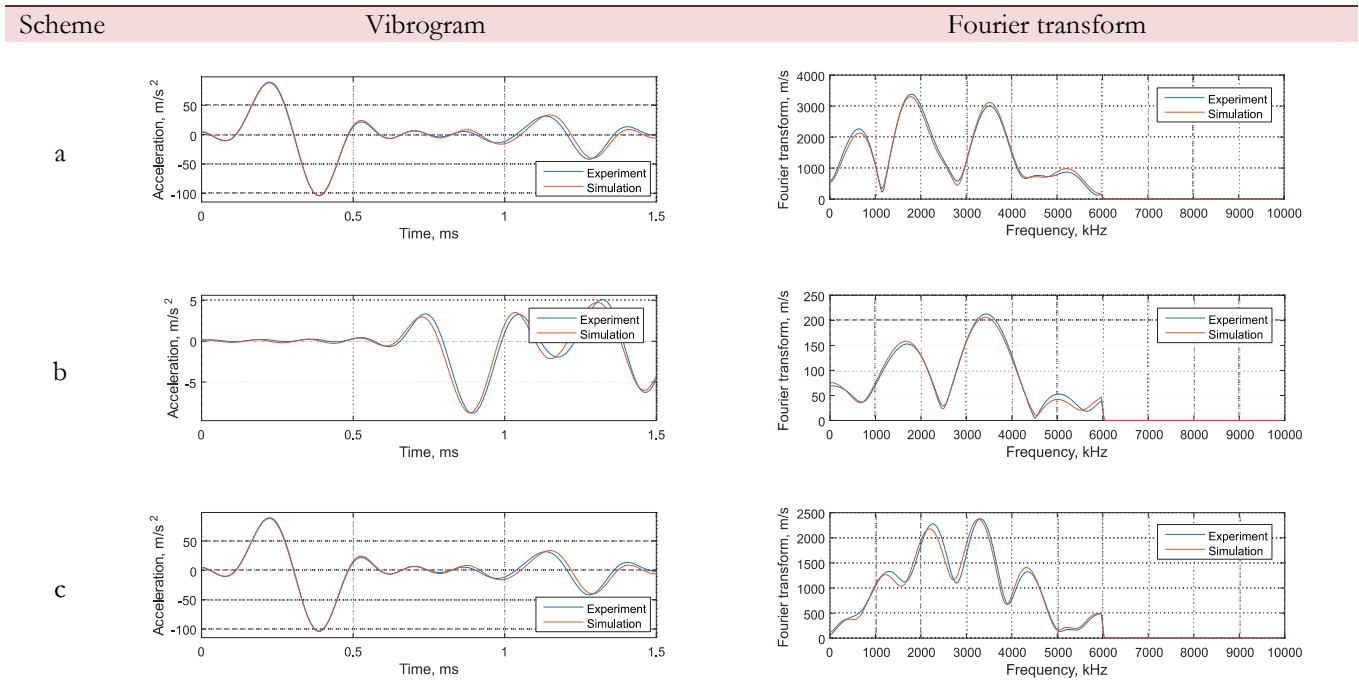 Scheme Vibrogram Fourier transform
a
Acceleration, m/s²
50
0
-50
-100
0 0.5 1 1.5
Time, ms
Experiment
Simulation
Fourier transform, m/s
4000
3000
2000
1000
0
0 1000 2000 3000 4000 5000 6000 7000 8000 9000 10000
Frequency, kHz
Experiment
Simulation
b
Acceleration, m/s²
5
0
-5
0 0.5 1 1.5
Time, ms
Experiment
Simulation
Fourier transform, m/s
250
200
150
100
50
0
0 1000 2000 3000 4000 5000 6000 7000 8000 9000 10000
Frequency, kHz
Experiment
Simulation
c
Acceleration, m/s²
50
0
-50
-100
0 0.5 1 1.5
Time, ms
Experiment
Simulation
Fourier transform, m/s
2500
2000
1500
1000
500
0
0 1000 2000 3000 4000 5000 6000 7000 8000 9000 10000
Frequency, kHz
Experiment
Simulation